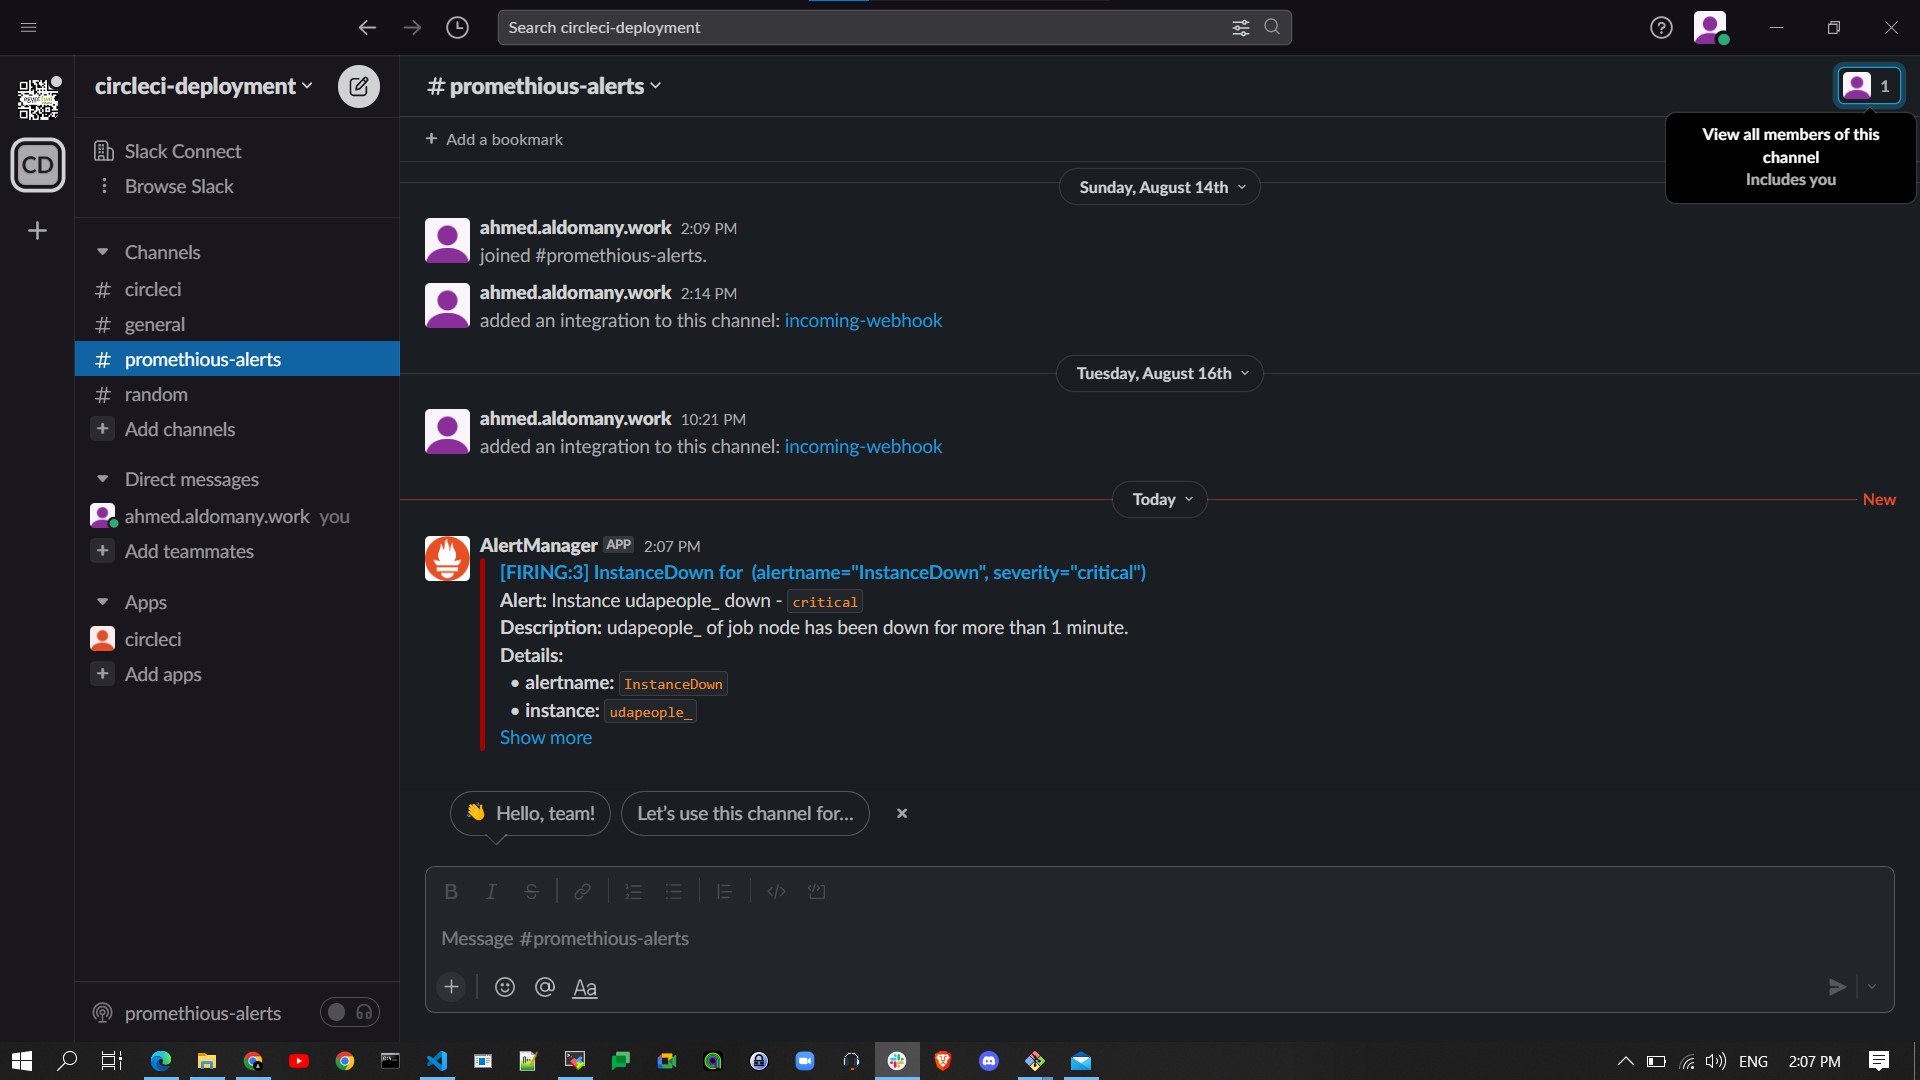 Search circleci-deployment
circleci-deployment
# promethious-alerts
1
CD
Slack Connect
Browse Slack
+ Add a bookmark
View all members of this
channel
Includes you
Channels
# circleci
# general
# promethious-alerts
# random
+ Add channels
Direct messages
ahmed.aldomany.work you
+ Add teammates
Apps
circleci
+ Add apps
promethious-alerts
Sunday, August 14th
ahmed.aldomany.work 2:09 PM
joined #promethious-alerts.
ahmed.aldomany.work 2:14 PM
added an integration to this channel: incoming-webhook
Tuesday, August 16th
ahmed.aldomany.work 10:21 PM
added an integration to this channel: incoming-webhook
Today
New
AlertManager APP 2:07 PM
[FIRING:3] InstanceDown for (alertname="InstanceDown", severity="critical")
Alert: Instance udapeople_ down - critical
Description: udapeople_ of job node has been down for more than 1 minute.
Details:
• alertname: InstanceDown
• instance: udapeople_
Show more
👋 Hello, team!
Let's use this channel for...
B I S
Message #promethious-alerts
+ @ Aa
ENG
2:07 PM